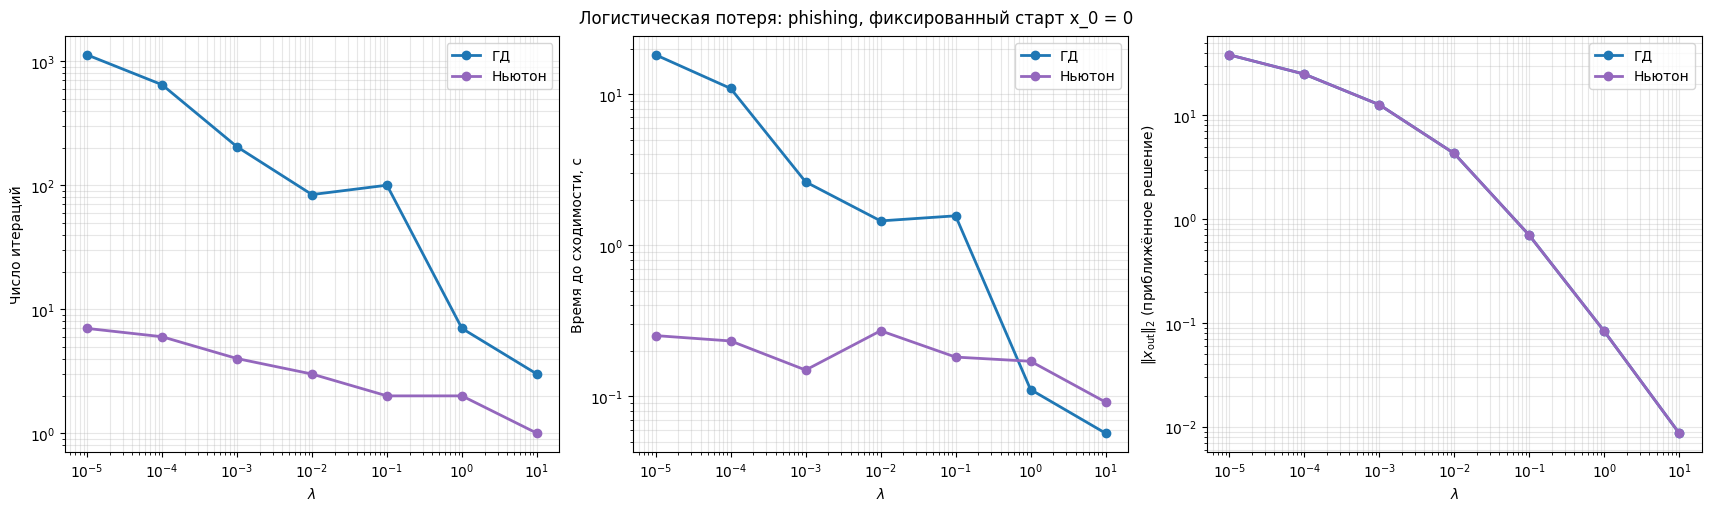 Логистическая потеря: phishing, фиксированный старт x_0 = 0
Число итераций
10³
10²
10¹
10⁰
ГД
Ньютон
10⁻⁵ 10⁻⁴ 10⁻³ 10⁻² 10⁻¹ 10⁰ 10¹
λ
Время до сходимости, с
10¹
10⁰
10⁻¹
ГД
Ньютон
10⁻⁵ 10⁻⁴ 10⁻³ 10⁻² 10⁻¹ 10⁰ 10¹
λ
‖x_out‖₂ (приближённое решение)
10¹
10⁰
10⁻¹
10⁻²
ГД
Ньютон
10⁻⁵ 10⁻⁴ 10⁻³ 10⁻² 10⁻¹ 10⁰ 10¹
λ